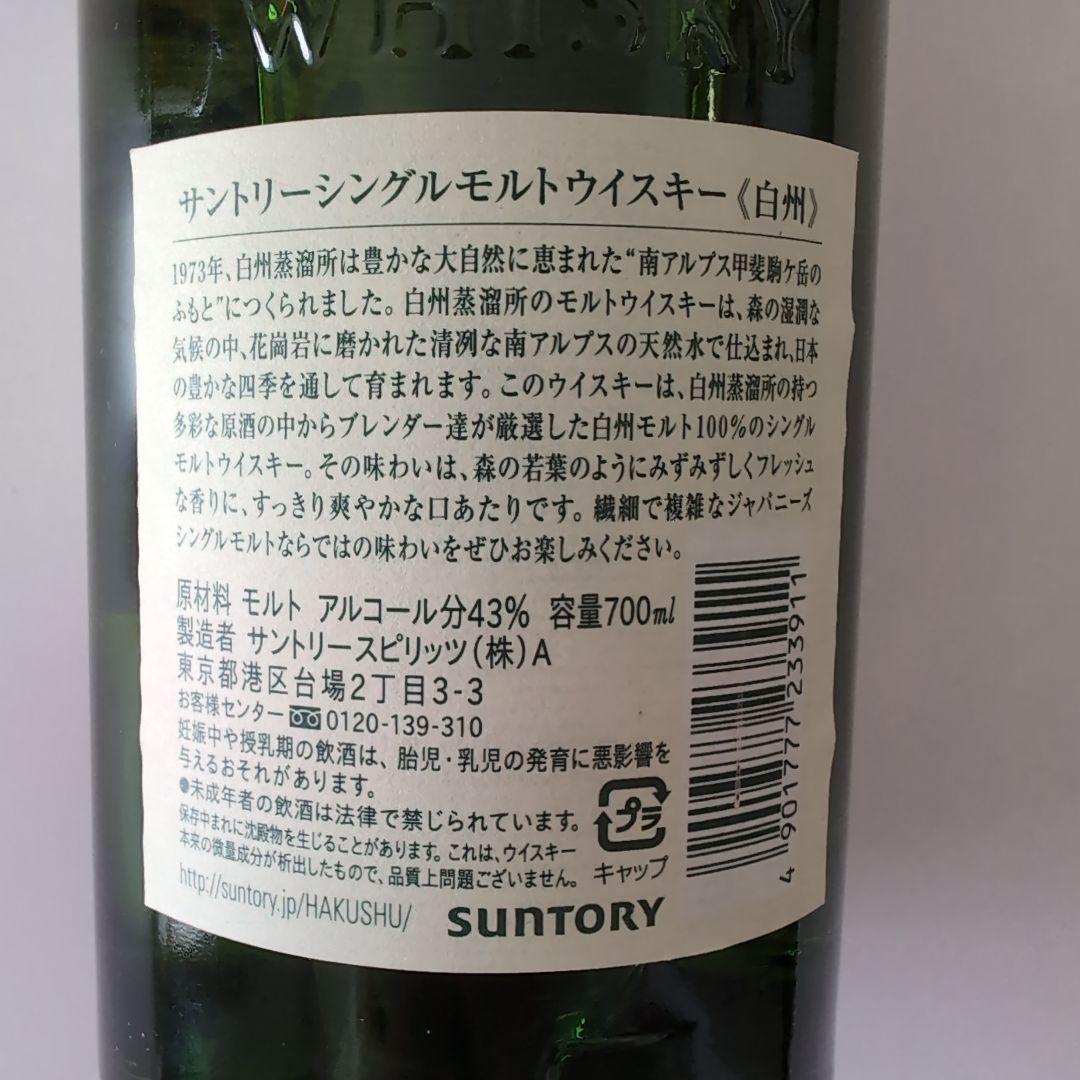 WHISKY
サントリーシングルモルトウイスキー《白州》
1973年、白州蒸溜所は豊かな大自然に恵まれた“南アルプス甲斐駒ケ岳の
ふもと”につくられました。白州蒸溜所のモルトウイスキーは、森の湿潤な
気候の中、花崗岩に磨かれた清冽な南アルプスの天然水で仕込まれ、日本
の豊かな四季を通して育まれます。このウイスキーは、白州蒸溜所の持つ
多彩な原酒の中からブレンダー達が厳選した白州モルト100%のシングル
モルトウイスキー。その味わいは、森の若葉のようにみずみずしくフレッシュ
な香りに、すっきり爽やかな口あたりです。繊細で複雑なジャパニーズ
シングルモルトならではの味わいをぜひお楽しみください。
原材料 モルト アルコール分43% 容量700ml
製造者 サントリースピリッツ(株)A
東京都港区台場2丁目3-3
お客様センター 0120-139-310
妊娠中や授乳期の飲酒は、胎児・乳児の発育に悪影響を
与えるおそれがあります。
●未成年者の飲酒は法律で禁じられています。
保存中まれに沈殿物を生じることがあります。これは、ウイスキー
本来の微量成分が析出したもので、品質上問題ございません。
プラ
キャップ
http://suntory.jp/HAKUSHU/
SUNTORY
4 901777 233911